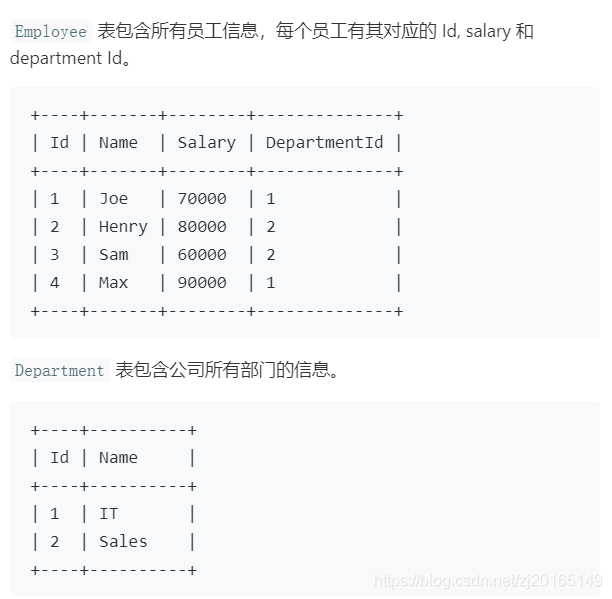 Employee 表包含所有员工信息，每个员工有其对应的 Id, salary 和
department Id。
+----+-------+--------+--------------+
| Id | Name  | Salary | DepartmentId |
+----+-------+--------+--------------+
| 1  | Joe   | 70000  | 1            |
| 2  | Henry | 80000  | 2            |
| 3  | Sam   | 60000  | 2            |
| 4  | Max   | 90000  | 1            |
+----+-------+--------+--------------+
Department 表包含公司所有部门的信息。
+----+----------+
| Id | Name     |
+----+----------+
| 1  | IT       |
| 2  | Sales    |
+----+----------+
https://blog.csdn.net/zj20165149